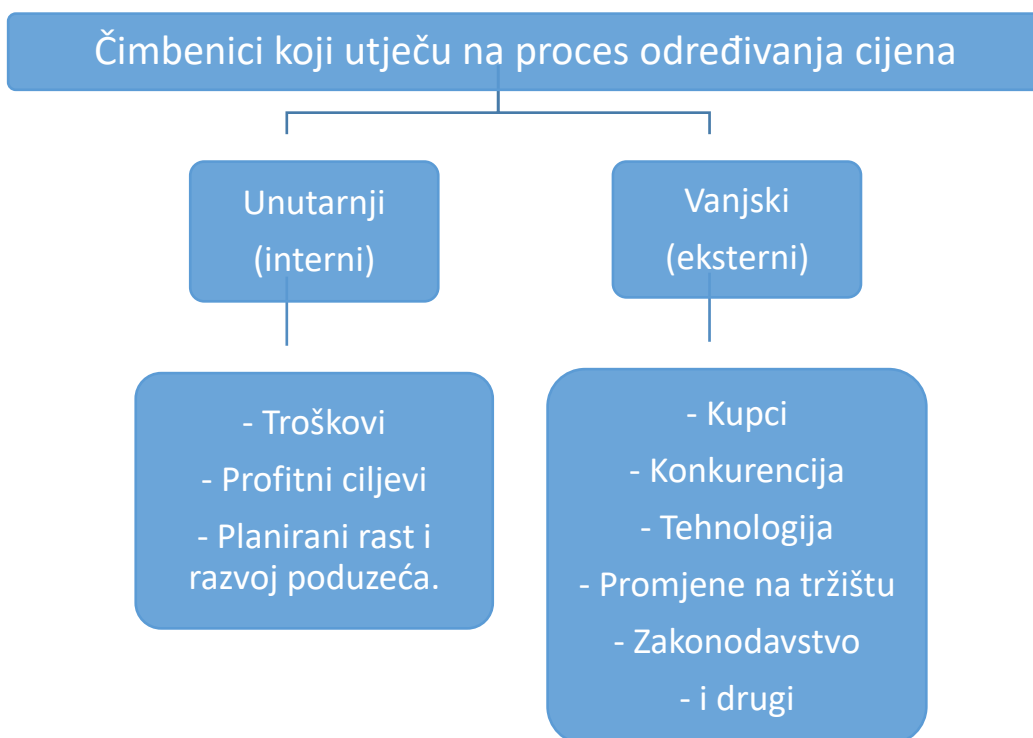 Čimbenici koji utječu na proces određivanja cijena
Unutarnji
(interni)
Vanjski
(eksterni)
- Troškovi
- Profitni ciljevi
- Planirani rast i
razvoj poduzeća.
- Kupci
- Konkurencija
- Tehnologija
- Promjene na tržištu
- Zakonodavstvo
- i drugi